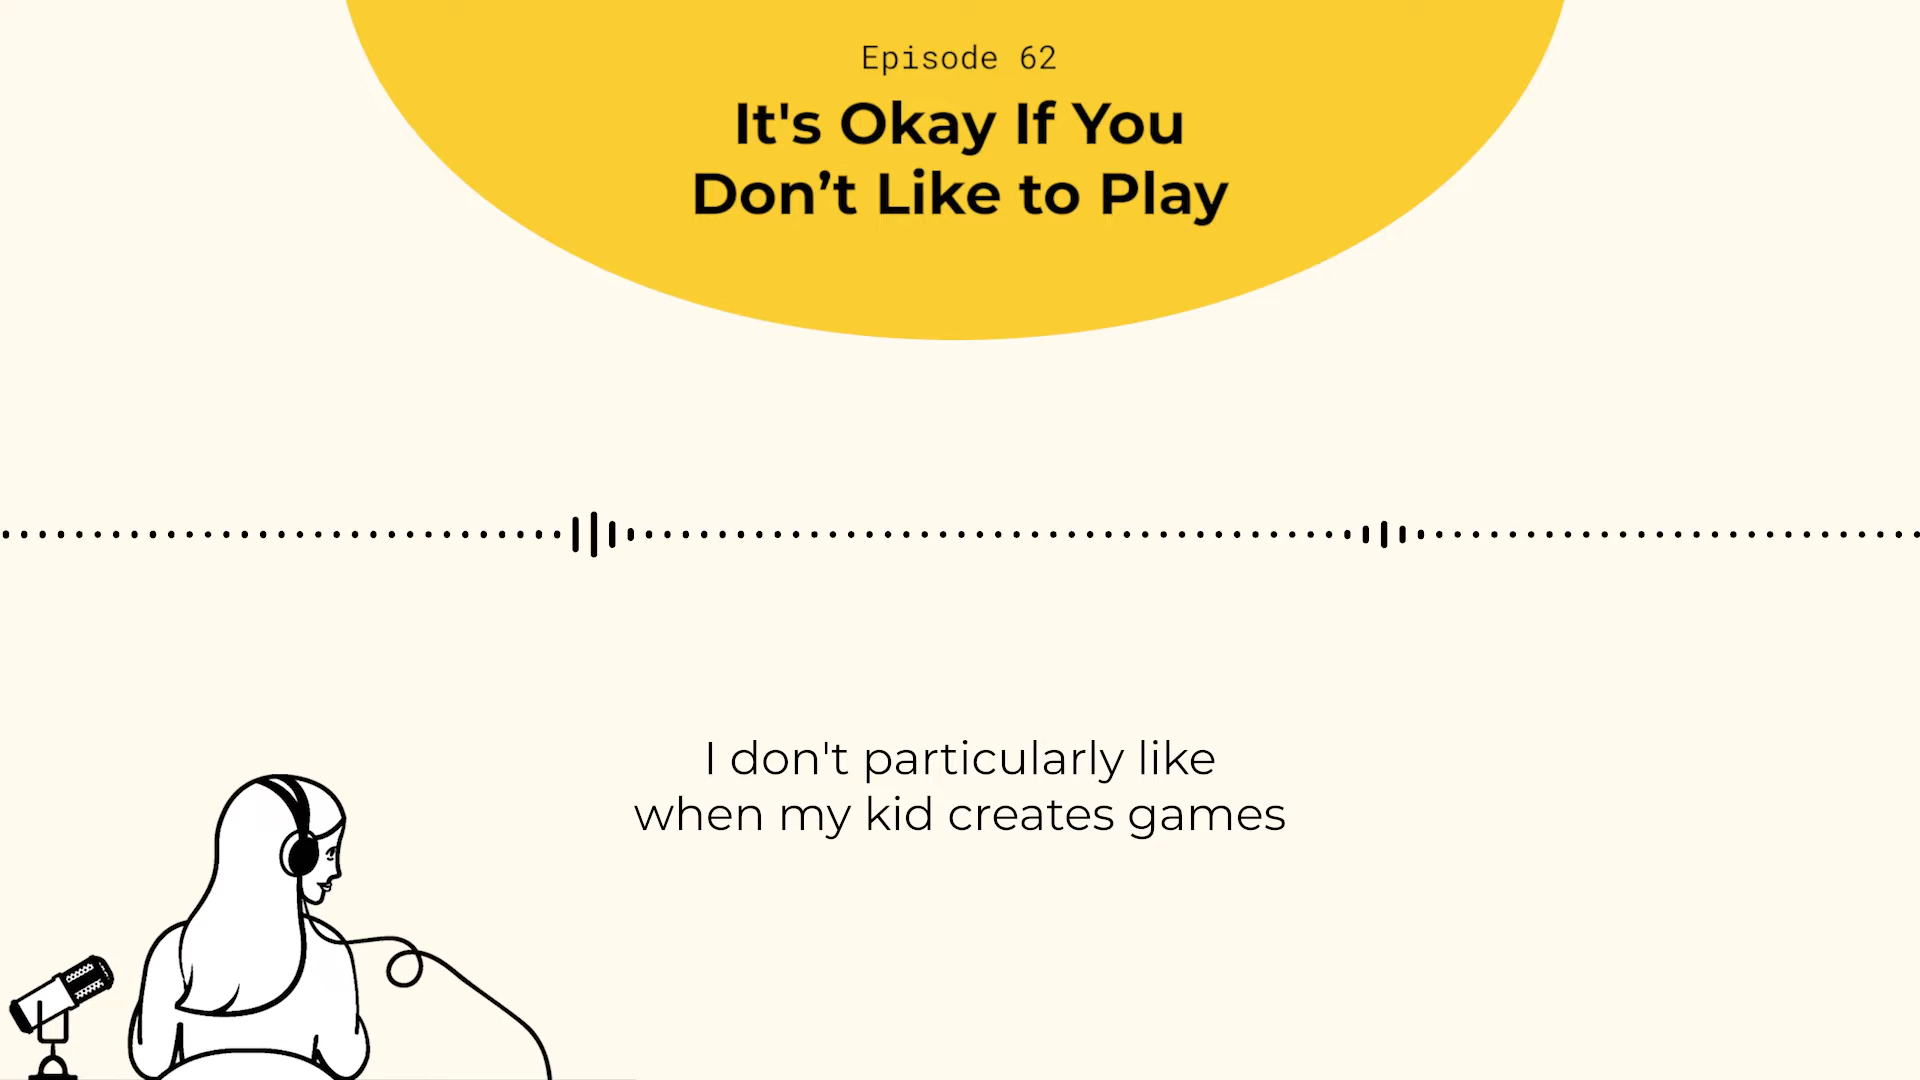 Episode 62
It's Okay If You
Don’t Like to Play
I don't particularly like
when my kid creates games